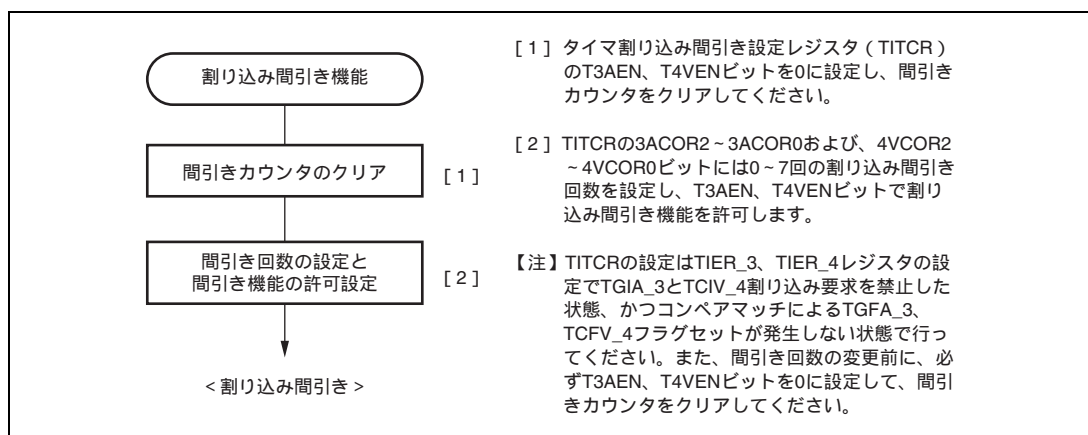 割り込み間引き機能
間引きカウンタのクリア
[1]
間引き回数の設定と
間引き機能の許可設定
[2]
<割り込み間引き>
[1] タイマ割り込み間引き設定レジスタ(TITCR)
のT3AEN、T4VENビットを0に設定し、間引き
カウンタをクリアしてください。
[2] TITCRの3ACOR2~3ACOR0および、4VCOR2
~4VCOR0ビットには0~7回の割り込み間引き
回数を設定し、T3AEN、T4VENビットで割り
込み間引き機能を許可します。
【注】TITCRの設定はTIER_3、TIER_4レジスタの設
定でTGIA_3とTCIV_4割り込み要求を禁止した
状態、かつコンペアマッチによるTGFA_3、
TCFV_4フラグセットが発生しない状態で行っ
てください。また、間引き回数の変更前に、必
ずT3AEN、T4VENビットを0に設定して、間引
きカウンタをクリアしてください。